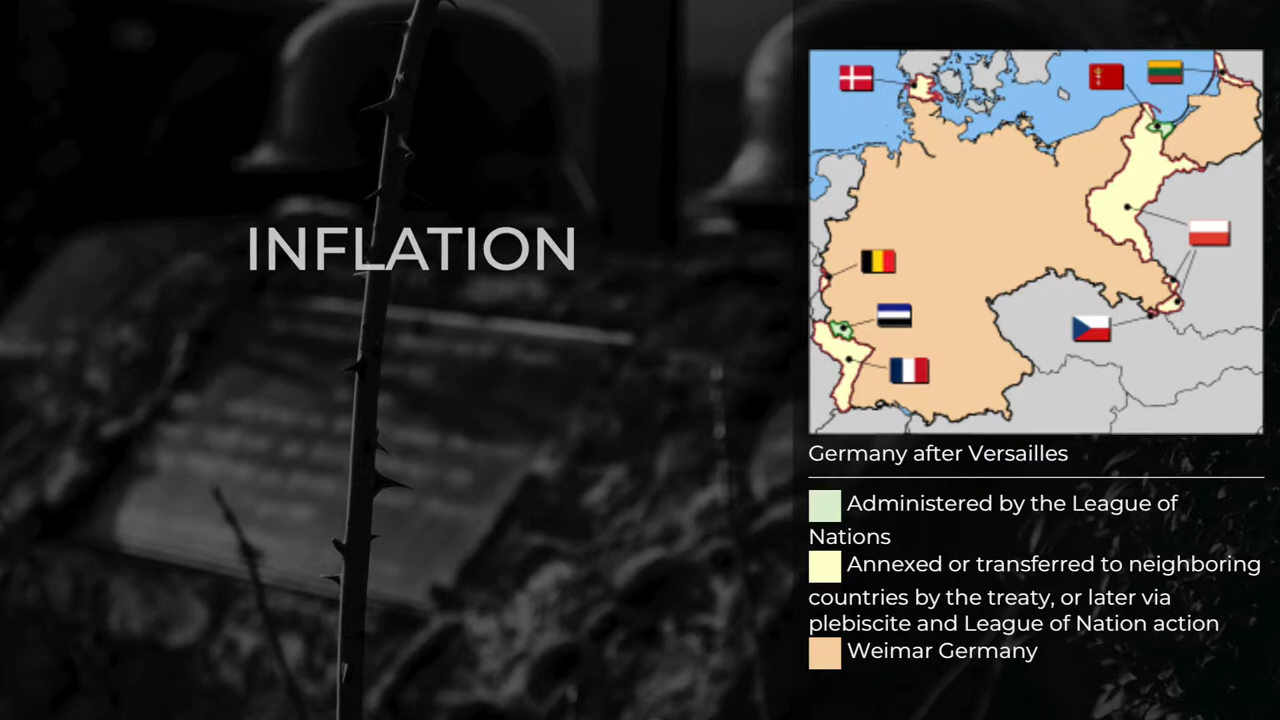 INFLATION
Germany after Versailles
Administered by the League of
Nations
Annexed or transferred to neighboring
countries by the treaty, or later via
plebiscite and League of Nation action
Weimar Germany